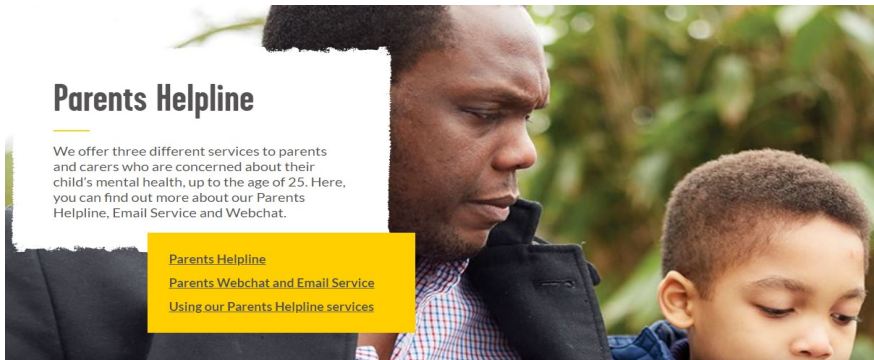 Parents Helpline
We offer three different services to parents
and carers who are concerned about their
child's mental health, up to the age of 25. Here,
you can find out more about our Parents
Helpline, Email Service and Webchat.
Parents Helpline
Parents Webchat and Email Service
Using our Parents Helpline services